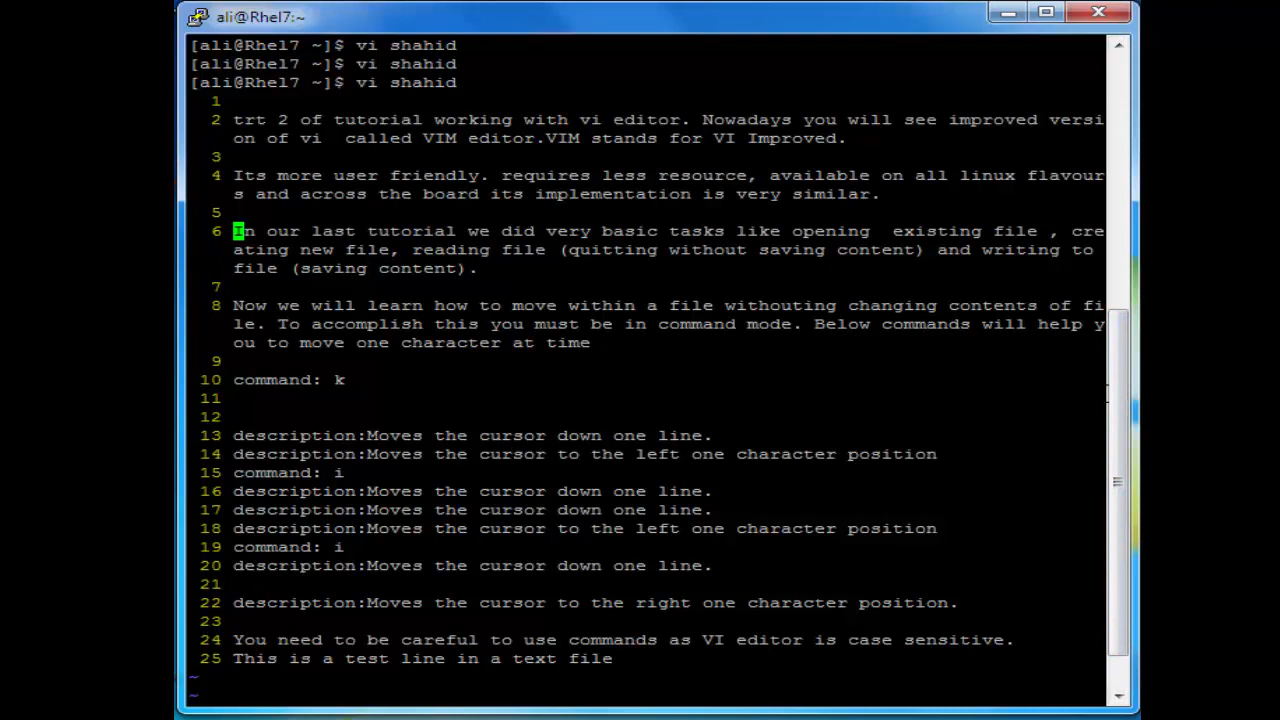 ali@Rhel7:~
[ali@Rhel7 ~]$ vi shahid
[ali@Rhel7 ~]$ vi shahid
[ali@Rhel7 ~]$ vi shahid
1
2 trt 2 of tutorial working with vi editor. Nowadays you will see improved versi
on of vi  called VIM editor.VIM stands for VI Improved.
3
4 Its more user friendly. requires less resource, available on all linux flavour
s and across the board its implementation is very similar.
5
6 In our last tutorial we did very basic tasks like opening  existing file , cre
ating new file, reading file (quitting without saving content) and writing to
file (saving content).
7
8 Now we will learn how to move within a file withouting changing contents of fi
le. To accomplish this you must be in command mode. Below commands will help y
ou to move one character at time
9
10 command: k
11
12
13 description:Moves the cursor down one line.
14 description:Moves the cursor to the left one character position
15 command: i
16 description:Moves the cursor down one line.
17 description:Moves the cursor down one line.
18 description:Moves the cursor to the left one character position
19 command: i
20 description:Moves the cursor down one line.
21
22 description:Moves the cursor to the right one character position.
23
24 You need to be careful to use commands as VI editor is case sensitive.
25 This is a test line in a text file
~
~